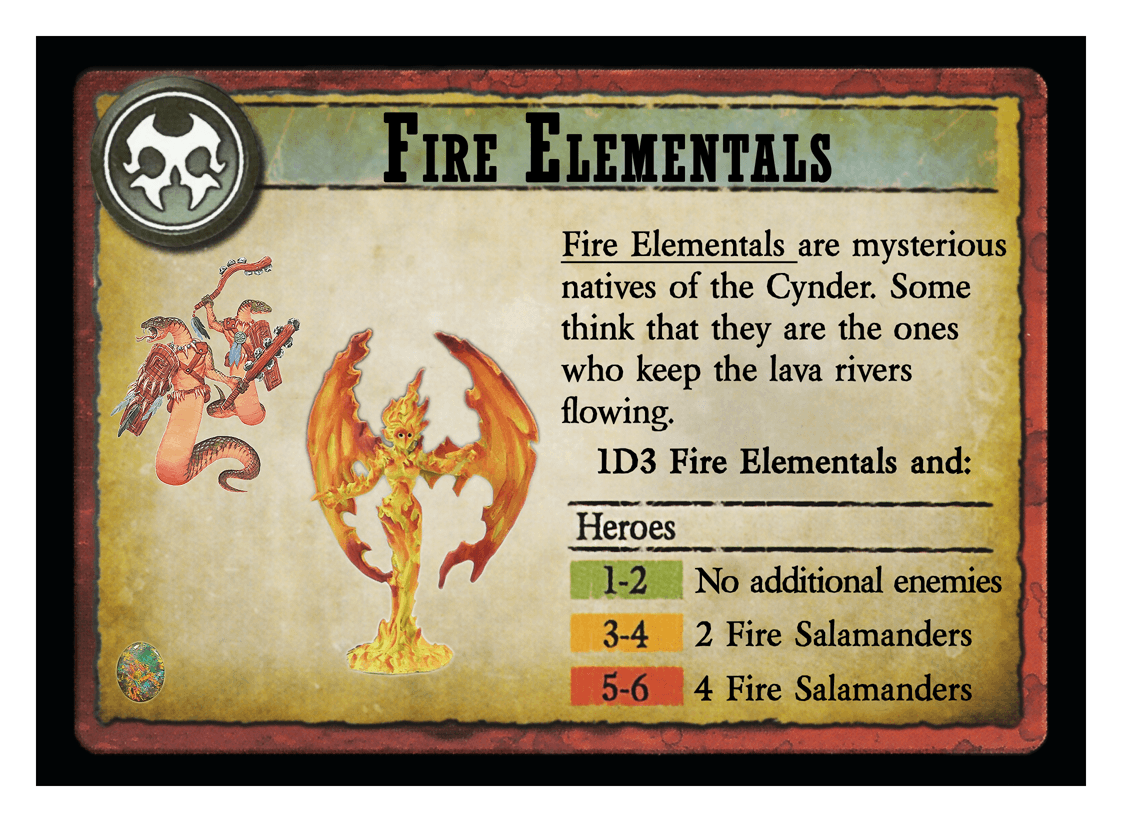 Fire Elementals
Fire Elementals are mysterious
natives of the Cynder. Some
think that they are the ones
who keep the lava rivers
flowing.
1D3 Fire Elementals and:
Heroes
1-2 No additional enemies
3-4 2 Fire Salamanders
5-6 4 Fire Salamanders